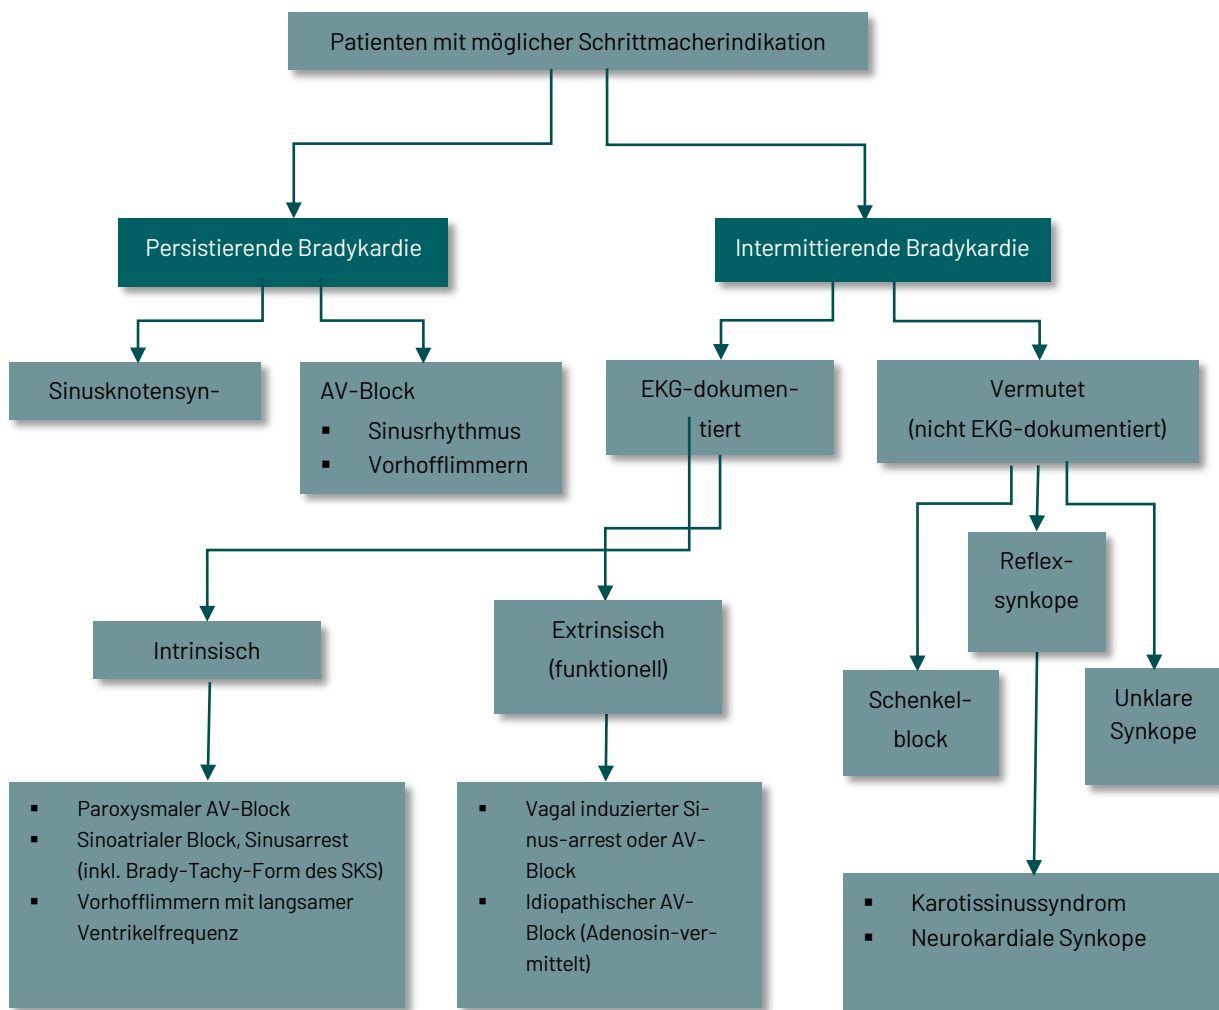 Patienten mit möglicher Schrittmacherindikation
Persistierende Bradykardie
Intermittierende Bradykardie
Sinusknotensyn-
AV-Block
▪ Sinusrhythmus
▪ Vorhofflimmern
EKG-dokumen-
tiert
Vermutet
(nicht EKG-dokumentiert)
Intrinsisch
Extrinsisch
(funktionell)
Reflex-
synkope
Schenkel-
block
Unklare
Synkope
▪ Paroxysmaler AV-Block
▪ Sinoatrialer Block, Sinusarrest
(inkl. Brady-Tachy-Form des SKS)
▪ Vorhofflimmern mit langsamer
Ventrikelfrequenz
▪ Vagal induzierter Si-
nus-arrest oder AV-
Block
▪ Idiopathischer AV-
Block (Adenosin-ver-
mittelt)
▪ Karotissinussyndrom
▪ Neurokardiale Synkope